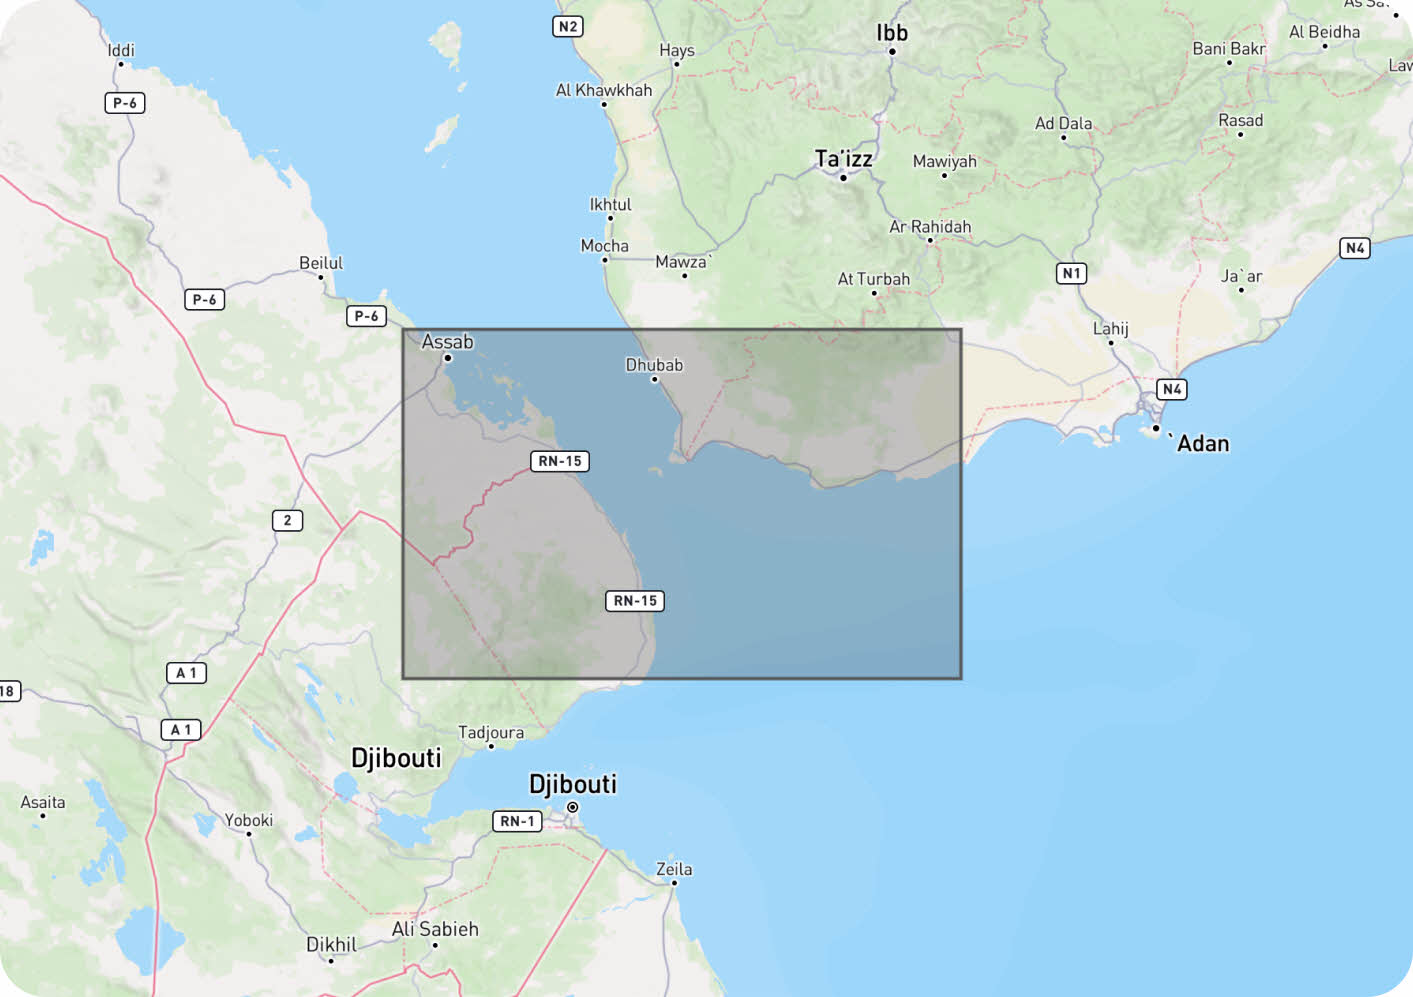 As Sa
N2
Ibb
Al Beidha
Iddi
Hays
Bani Bakr
Law
Al Khawkhah
P-6
Ad Dala
Rasad
Ta'izz
Mawiyah
Ikhtul
Ar Rahidah
Mocha
N4
Beilul
Mawza`
At Turbah
N1
Ja`ar
P-6
P-6
Lahij
Assab
Dhubab
N4
`Adan
RN-15
2
RN-15
A 1
18
A 1
Tadjoura
Djibouti
Djibouti
Asaita
Yoboki
RN-1
Zeila
Ali Sabieh
Dikhil